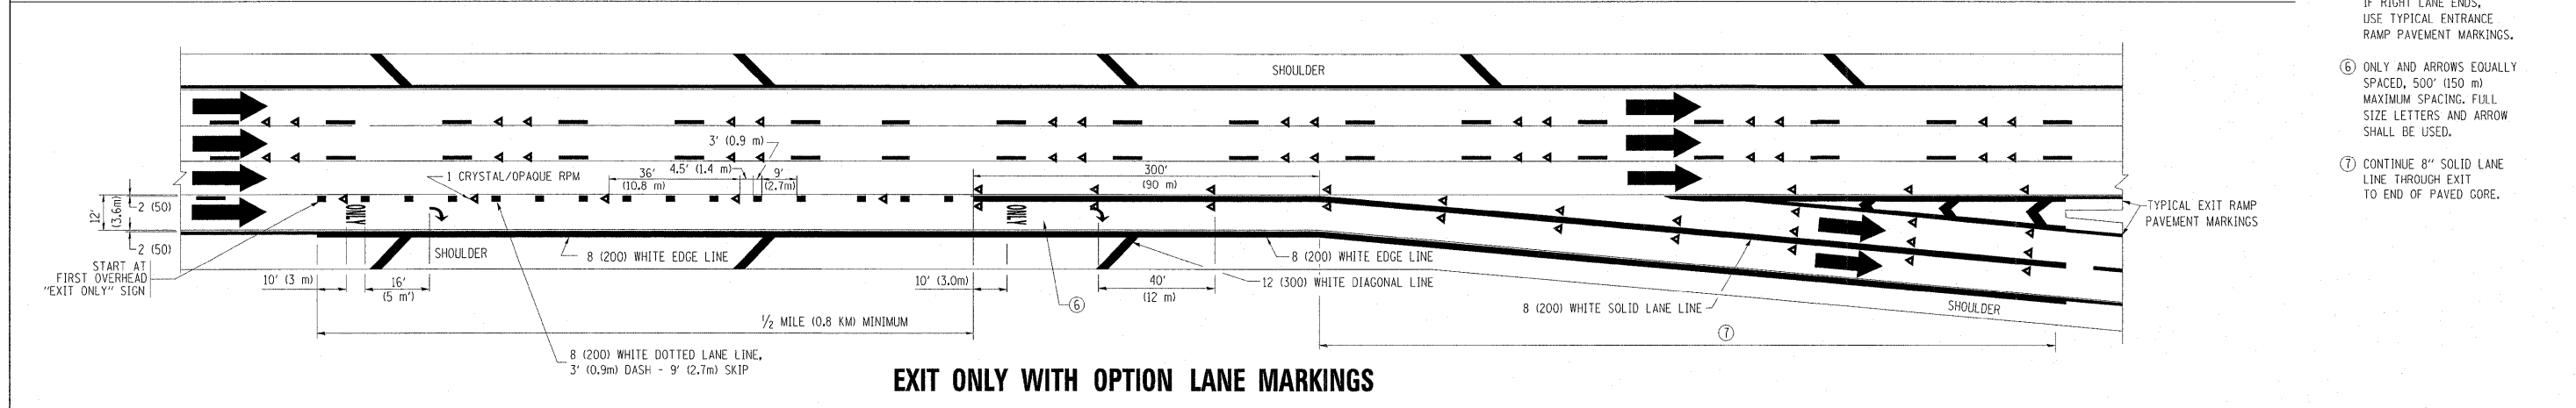 IF RIGHT LANE ENDS,
USE TYPICAL ENTRANCE
RAMP PAVEMENT MARKINGS.
SHOULDER
⑥ ONLY AND ARROWS EQUALLY
SPACED, 500' (150 m)
MAXIMUM SPACING. FULL
SIZE LETTERS AND ARROW
SHALL BE USED.
3' (0.9 m)
36'
(10.8 m)
4.5' (1.4 m)
9'
(2.7m)
1 CRYSTAL/OPAQUE RPM
300'
(90 m)
⑦ CONTINUE 8" SOLID LANE
LINE THROUGH EXIT
TO END OF PAVED GORE.
12'
(3.6m)
2 (50)
2 (50)
ONLY
ONLY
TYPICAL EXIT RAMP
PAVEMENT MARKINGS
SHOULDER
8 (200) WHITE EDGE LINE
8 (200) WHITE EDGE LINE
START AT
FIRST OVERHEAD
"EXIT ONLY" SIGN
10' (3 m)
16'
(5 m')
10' (3.0m)
40'
(12 m)
12 (300) WHITE DIAGONAL LINE
⑥
8 (200) WHITE SOLID LANE LINE
SHOULDER
1/2 MILE (0.8 KM) MINIMUM
⑦
8 (200) WHITE DOTTED LANE LINE,
3' (0.9m) DASH - 9' (2.7m) SKIP
EXIT ONLY WITH OPTION LANE MARKINGS